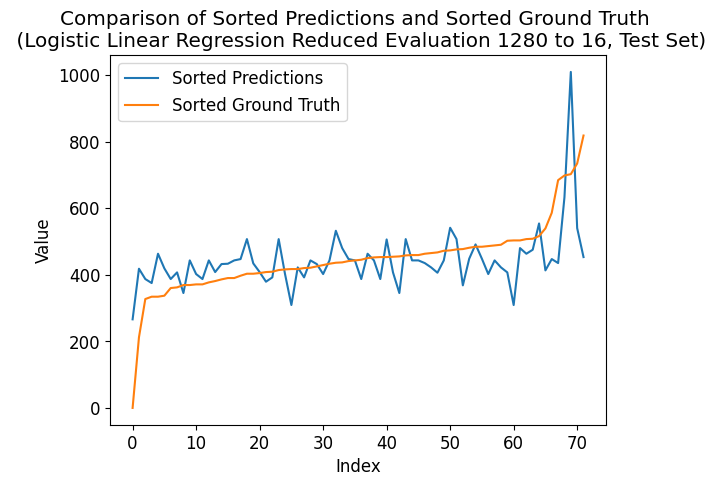 Comparison of Sorted Predictions and Sorted Ground Truth
(Logistic Linear Regression Reduced Evaluation 1280 to 16, Test Set)
Sorted Predictions
Sorted Ground Truth
Value
1000
800
600
400
200
0
0 10 20 30 40 50 60 70
Index